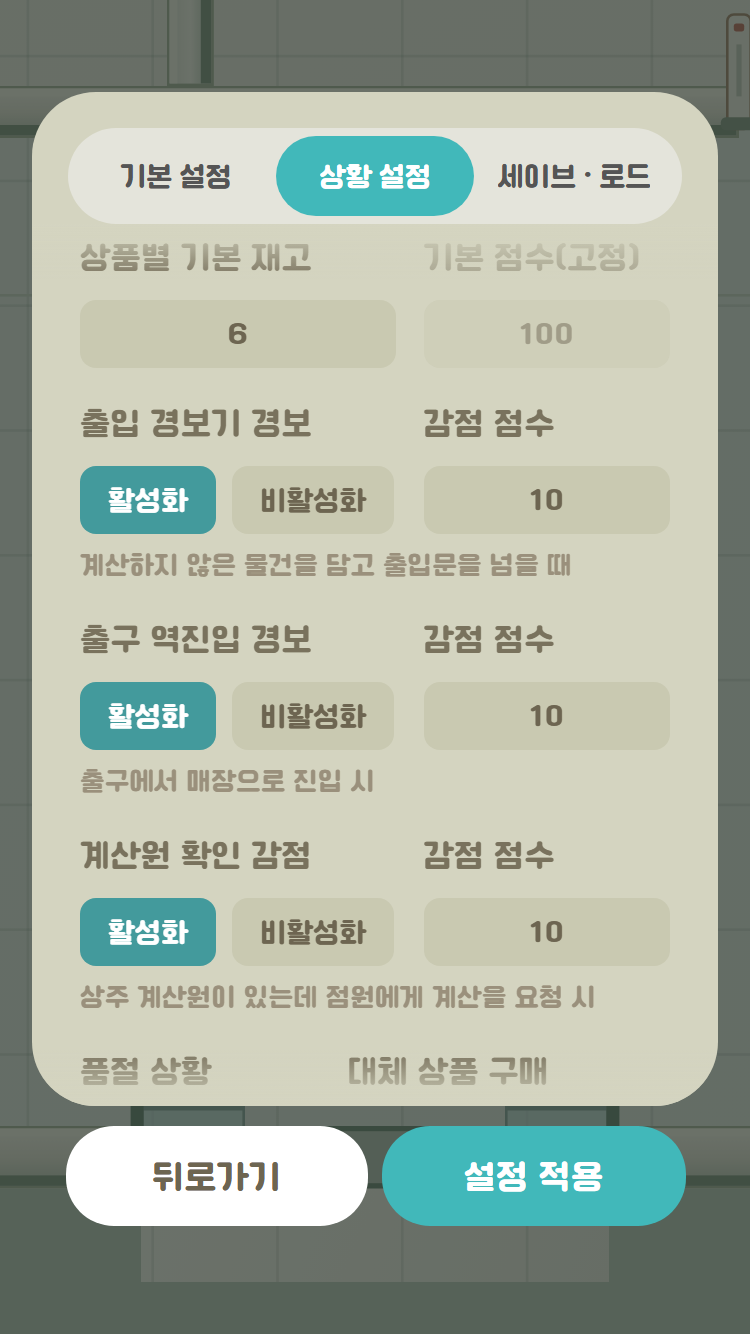 기본 설정 상황 설정 세이브 · 로드
상품별 기본 재고 기본 점수(고정)
6 100
출입 경보기 경보 감점 점수
활성화 비활성화 10
계산하지 않은 물건을 담고 출입문을 넘을 때
출구 역진입 경보 감점 점수
활성화 비활성화 10
출구에서 매장으로 진입 시
계산원 확인 감점 감점 점수
활성화 비활성화 10
상주 계산원이 있는데 점원에게 계산을 요청 시
품절 상황 대체 상품 구매
뒤로가기 설정 적용